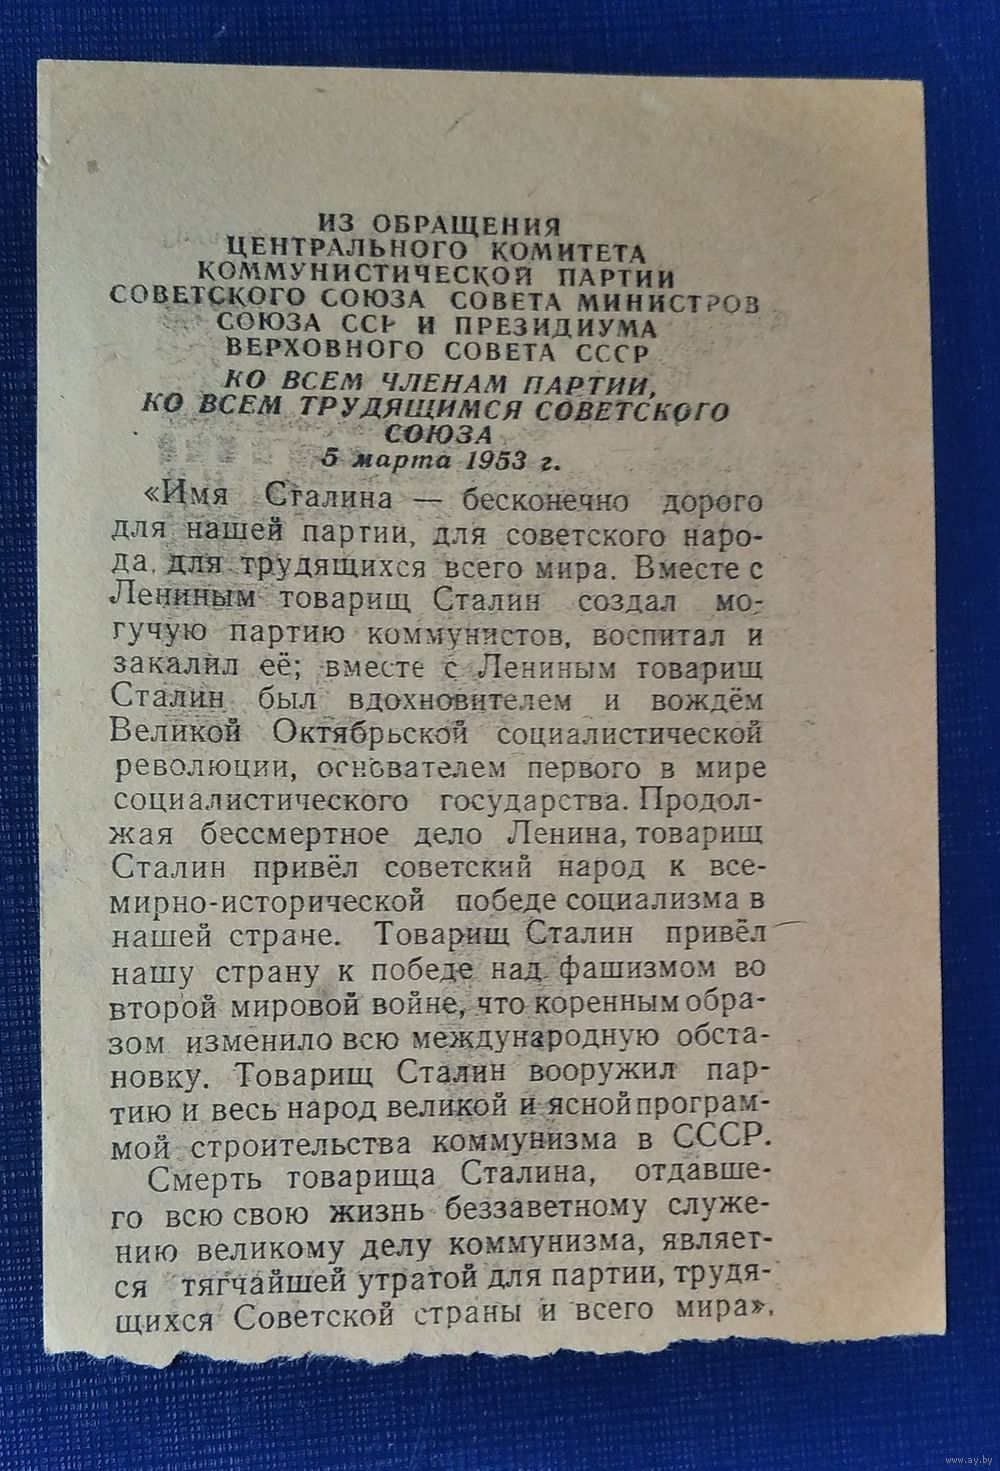 ИЗ ОБРАЩЕНИЯ
ЦЕНТРАЛЬНОГО КОМИТЕТА
КОММУНИСТИЧЕСКОЙ ПАРТИИ
СОВЕТСКОГО СОЮЗА СОВЕТА МИНИСТРОВ
СОЮЗА ССР И ПРЕЗИДИУМА
ВЕРХОВНОГО СОВЕТА СССР
КО ВСЕМ ЧЛЕНАМ ПАРТИИ,
КО ВСЕМ ТРУДЯЩИМСЯ СОВЕТСКОГО
СОЮЗА
5 марта 1953 г.
«Имя Сталина — бесконечно дорого
для нашей партии, для советского наро-
да, для трудящихся всего мира. Вместе с
Лениным товарищ Сталин создал мо-
гучую партию коммунистов, воспитал и
закалил её; вместе с Лениным товарищ
Сталин был вдохновителем и вождём
Великой Октябрьской социалистической
революции, основателем первого в мире
социалистического государства. Продол-
жая бессмертное дело Ленина, товарищ
Сталин привёл советский народ к все-
мирно-исторической победе социализма в
нашей стране. Товарищ Сталин привёл
нашу страну к победе над фашизмом во
второй мировой войне, что коренным обра-
зом изменило всю международную обста-
новку. Товарищ Сталин вооружил пар-
тию и весь народ великой и ясной програм-
мой строительства коммунизма в СССР.
Смерть товарища Сталина, отдавше-
го всю свою жизнь беззаветному служе-
нию великому делу коммунизма, являет-
ся тягчайшей утратой для партии, трудя-
щихся Советской страны и всего мира».
www.ay.by